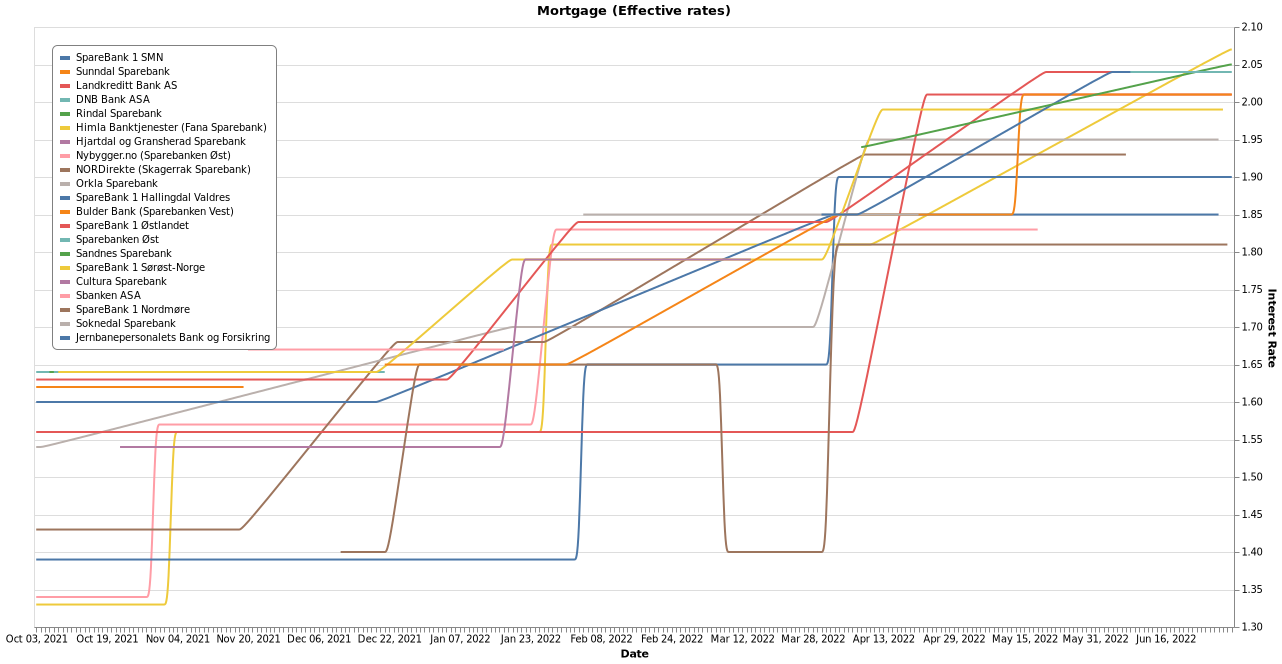 Mortgage (Effective rates)
SpareBank 1 SMN
Sunndal Sparebank
Landkreditt Bank AS
DNB Bank ASA
Rindal Sparebank
Himla Banktjenester (Fana Sparebank)
Hjartdal og Gransherad Sparebank
Nybygger.no (Sparebanken Øst)
NORDirekte (Skagerrak Sparebank)
Orkla Sparebank
SpareBank 1 Hallingdal Valdres
Bulder Bank (Sparebanken Vest)
SpareBank 1 Østlandet
Sparebanken Øst
Sandnes Sparebank
SpareBank 1 Sørøst-Norge
Cultura Sparebank
Sbanken ASA
SpareBank 1 Nordmøre
Soknedal Sparebank
Jernbanepersonalets Bank og Forsikring
2.10
2.05
2.00
1.95
1.90
1.85
1.80
1.75
1.70
1.65
1.60
1.55
1.50
1.45
1.40
1.35
1.30
Interest Rate
Oct 03, 2021 Oct 19, 2021 Nov 04, 2021 Nov 20, 2021 Dec 06, 2021 Dec 22, 2021 Jan 07, 2022 Jan 23, 2022 Feb 08, 2022 Feb 24, 2022 Mar 12, 2022 Mar 28, 2022 Apr 13, 2022 Apr 29, 2022 May 15, 2022 May 31, 2022 Jun 16, 2022
Date